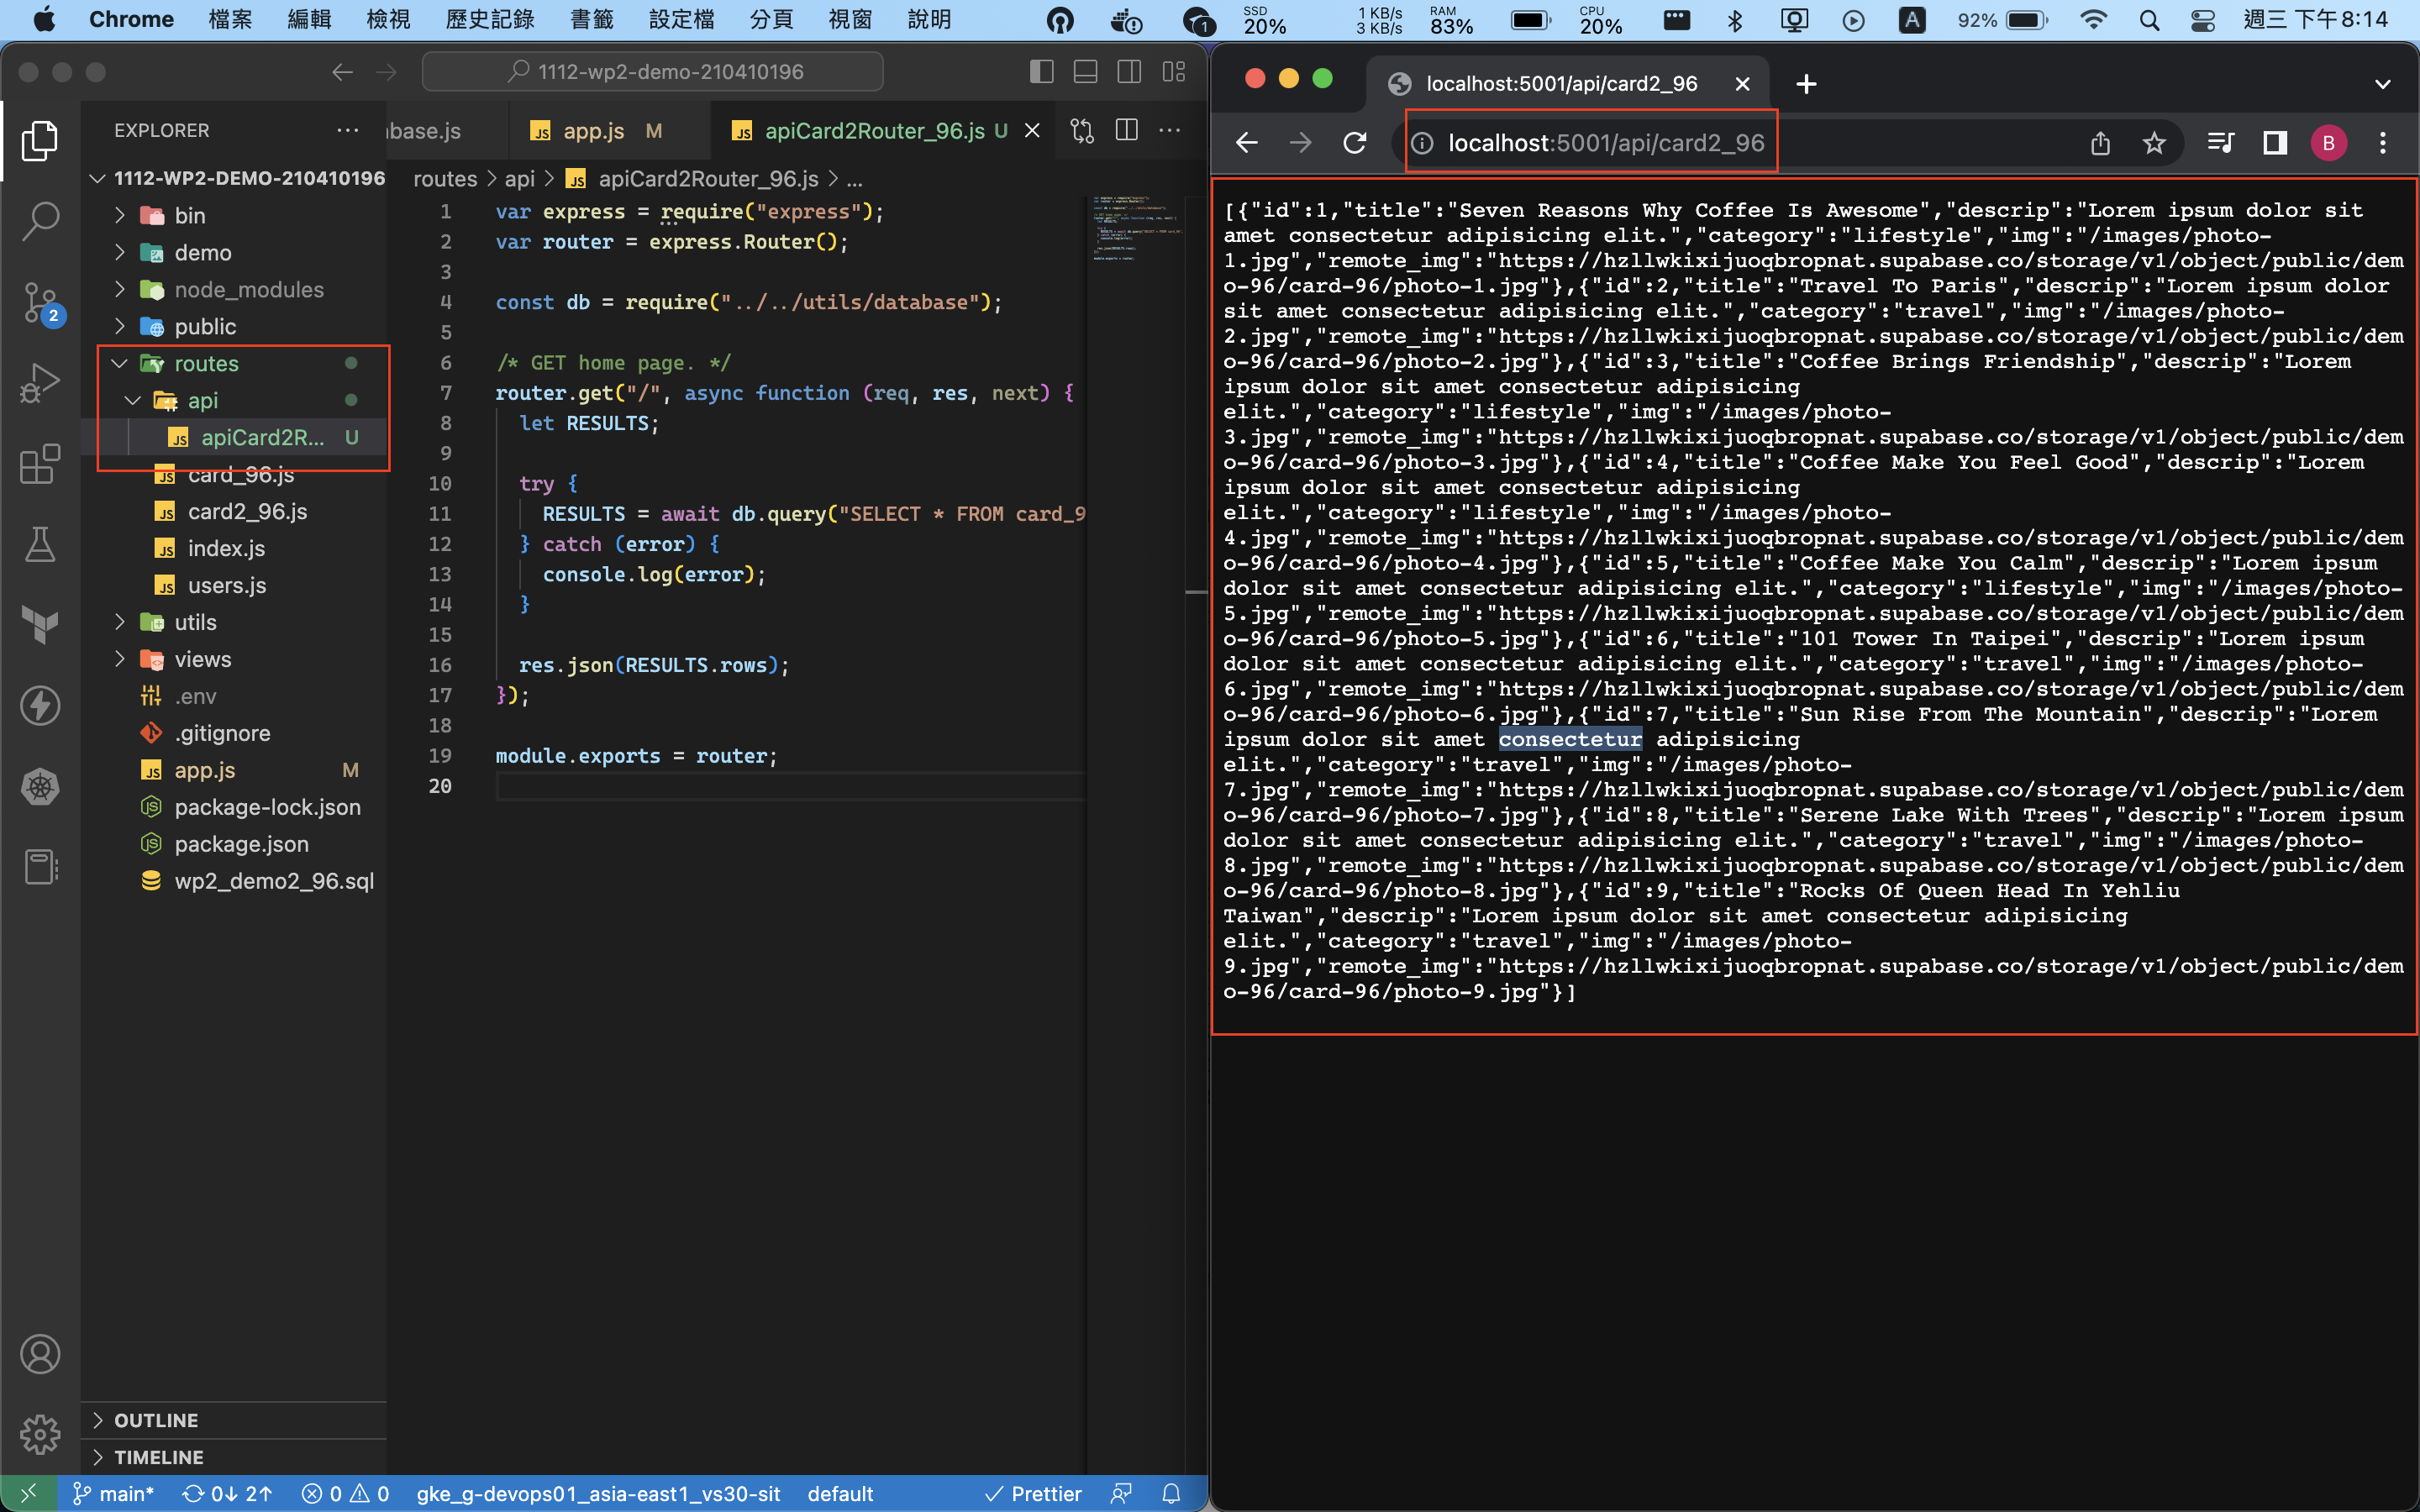 Chrome 檔案 編輯 檢視 歷史記錄 書籤 設定檔 分頁 視窗 說明
1 SSD 20% 1 KB/s 3 KB/s RAM 83% CPU 20% A 92% 週三 下午8:14
1112-wp2-demo-210410196
EXPLORER
1112-WP2-DEMO-210410196
bin
demo
node_modules
public
routes
api
apiCard2R... U
card_96.js
card2_96.js
index.js
users.js
utils
views
.env
.gitignore
app.js M
package-lock.json
package.json
wp2_demo2_96.sql
OUTLINE
TIMELINE
2
base.js app.js M apiCard2Router_96.js U
routes > api > JS apiCard2Router_96.js > ...
1 var express = require("express");
2 var router = express.Router();
3
4 const db = require("../../utils/database");
5
6 /* GET home page. */
7 router.get("/", async function (req, res, next) {
8 let RESULTS;
9
10 try {
11 RESULTS = await db.query("SELECT * FROM card_9
12 } catch (error) {
13 console.log(error);
14 }
15
16 res.json(RESULTS.rows);
17 });
18
19 module.exports = router;
20
main* 0↓ 2↑ 0 0 gke_g-devops01_asia-east1_vs30-sit default Prettier
localhost:5001/api/card2_96
localhost:5001/api/card2_96 B
[{"id":1,"title":"Seven Reasons Why Coffee Is Awesome","descrip":"Lorem ipsum dolor sit
amet consectetur adipisicing elit.","category":"lifestyle","img":"/images/photo-
1.jpg","remote_img":"https://hzllwkixijuoqbropnat.supabase.co/storage/v1/object/public/dem
o-96/card-96/photo-1.jpg"},{"id":2,"title":"Travel To Paris","descrip":"Lorem ipsum dolor
sit amet consectetur adipisicing elit.","category":"travel","img":"/images/photo-
2.jpg","remote_img":"https://hzllwkixijuoqbropnat.supabase.co/storage/v1/object/public/dem
o-96/card-96/photo-2.jpg"},{"id":3,"title":"Coffee Brings Friendship","descrip":"Lorem
ipsum dolor sit amet consectetur adipisicing
elit.","category":"lifestyle","img":"/images/photo-
3.jpg","remote_img":"https://hzllwkixijuoqbropnat.supabase.co/storage/v1/object/public/dem
o-96/card-96/photo-3.jpg"},{"id":4,"title":"Coffee Make You Feel Good","descrip":"Lorem
ipsum dolor sit amet consectetur adipisicing
elit.","category":"lifestyle","img":"/images/photo-
4.jpg","remote_img":"https://hzllwkixijuoqbropnat.supabase.co/storage/v1/object/public/dem
o-96/card-96/photo-4.jpg"},{"id":5,"title":"Coffee Make You Calm","descrip":"Lorem ipsum
dolor sit amet consectetur adipisicing elit.","category":"lifestyle","img":"/images/photo-
5.jpg","remote_img":"https://hzllwkixijuoqbropnat.supabase.co/storage/v1/object/public/dem
o-96/card-96/photo-5.jpg"},{"id":6,"title":"101 Tower In Taipei","descrip":"Lorem ipsum
dolor sit amet consectetur adipisicing elit.","category":"travel","img":"/images/photo-
6.jpg","remote_img":"https://hzllwkixijuoqbropnat.supabase.co/storage/v1/object/public/dem
o-96/card-96/photo-6.jpg"},{"id":7,"title":"Sun Rise From The Mountain","descrip":"Lorem
ipsum dolor sit amet consectetur adipisicing
elit.","category":"travel","img":"/images/photo-
7.jpg","remote_img":"https://hzllwkixijuoqbropnat.supabase.co/storage/v1/object/public/dem
o-96/card-96/photo-7.jpg"},{"id":8,"title":"Serene Lake With Trees","descrip":"Lorem ipsum
dolor sit amet consectetur adipisicing elit.","category":"travel","img":"/images/photo-
8.jpg","remote_img":"https://hzllwkixijuoqbropnat.supabase.co/storage/v1/object/public/dem
o-96/card-96/photo-8.jpg"},{"id":9,"title":"Rocks Of Queen Head In Yehliu
Taiwan","descrip":"Lorem ipsum dolor sit amet consectetur adipisicing
elit.","category":"travel","img":"/images/photo-
9.jpg","remote_img":"https://hzllwkixijuoqbropnat.supabase.co/storage/v1/object/public/dem
o-96/card-96/photo-9.jpg"}]